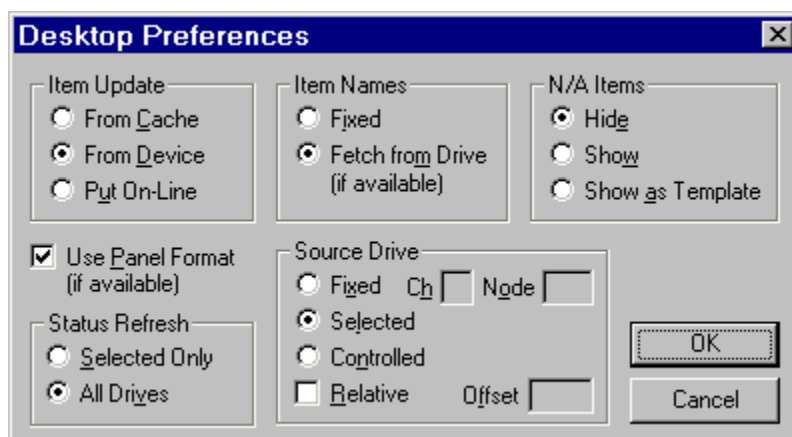 Desktop Preferences
Item Update
From Cache
From Device
Put On-Line
Item Names
Fixed
Fetch from Drive
(if available)
N/A Items
Hide
Show
Show as Template
Use Panel Format
(if available)
Status Refresh
Selected Only
All Drives
Source Drive
Fixed Ch Node
Selected
Controlled
Relative Offset
OK
Cancel